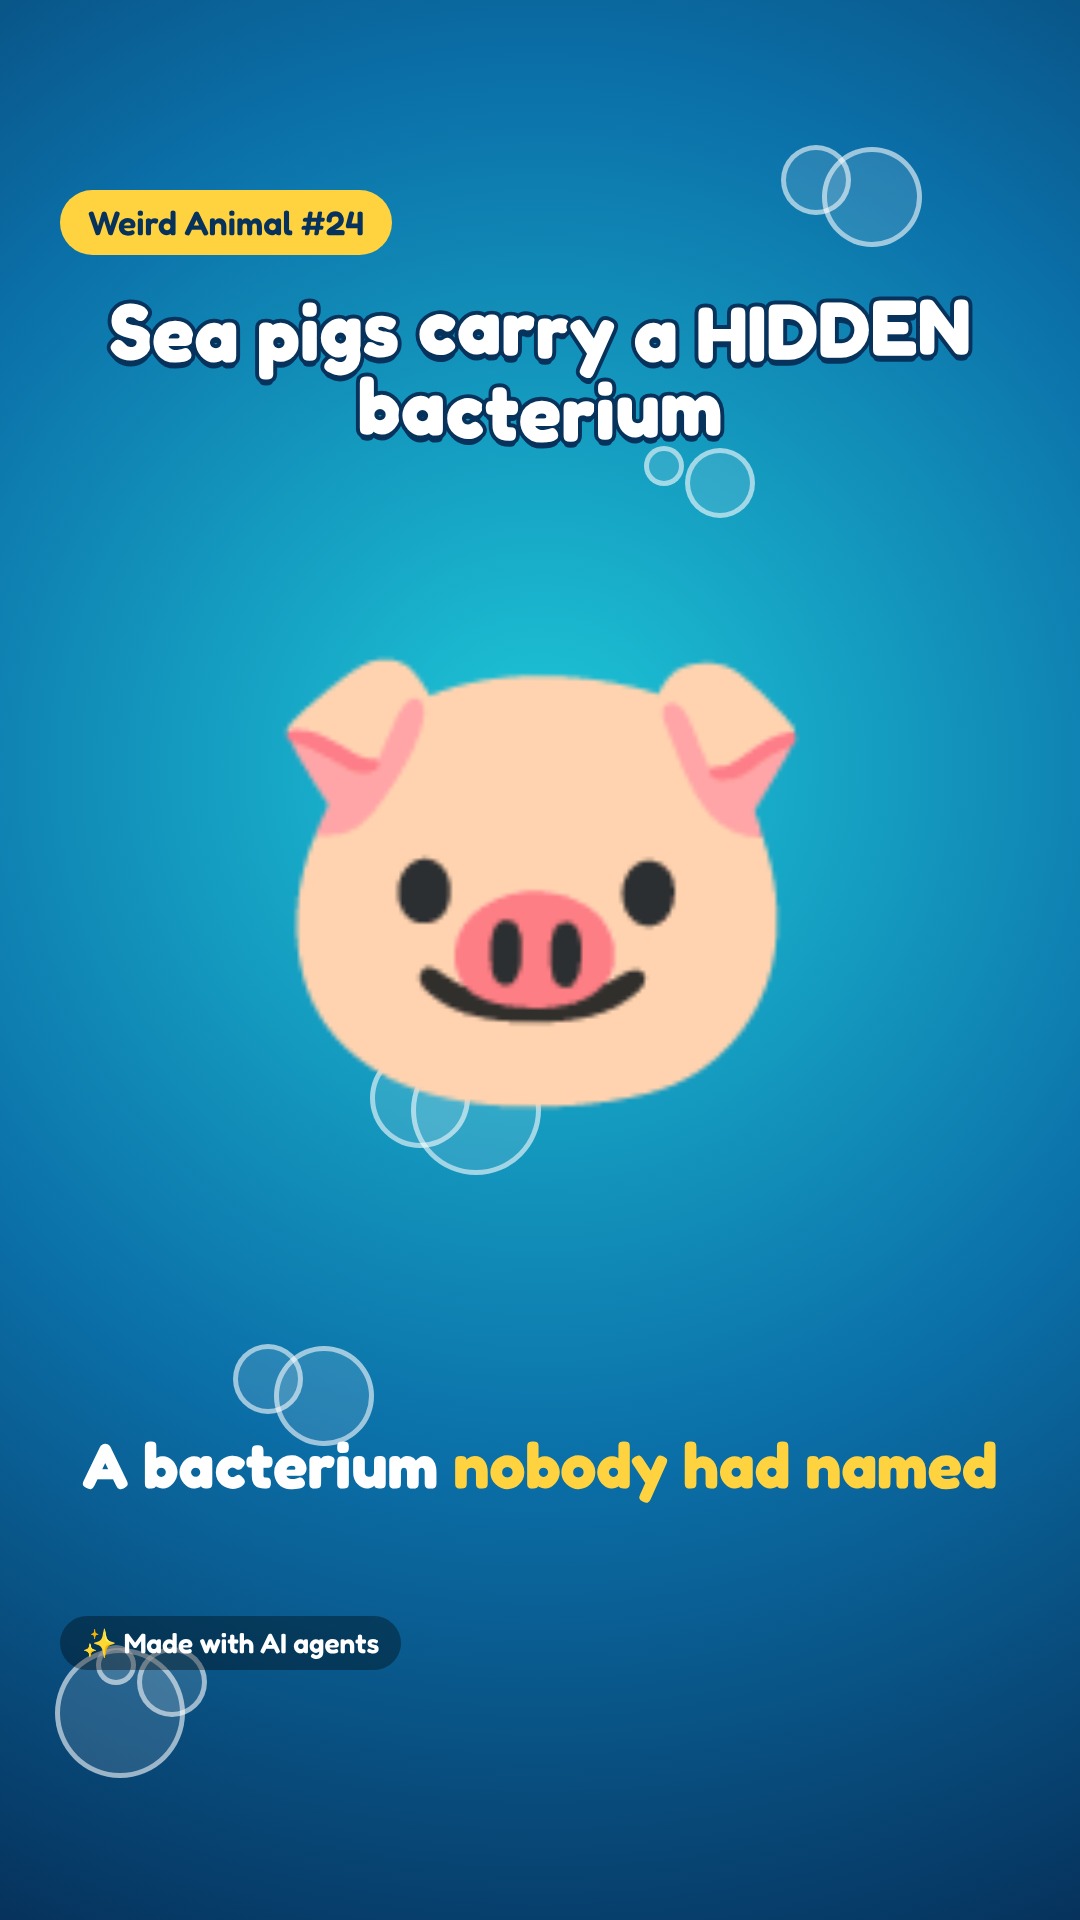 Weird Animal #24
Sea pigs carry a HIDDEN
bacterium
A bacterium nobody had named
✨ Made with AI agents